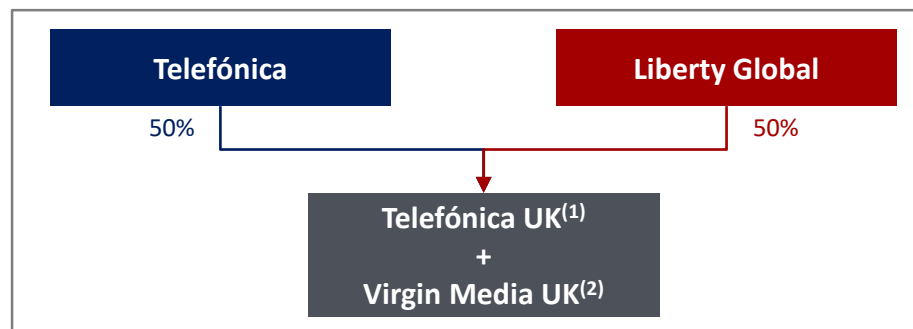 Telefónica
Liberty Global
50%
50%
Telefónica UK(1)
+
Virgin Media UK(2)